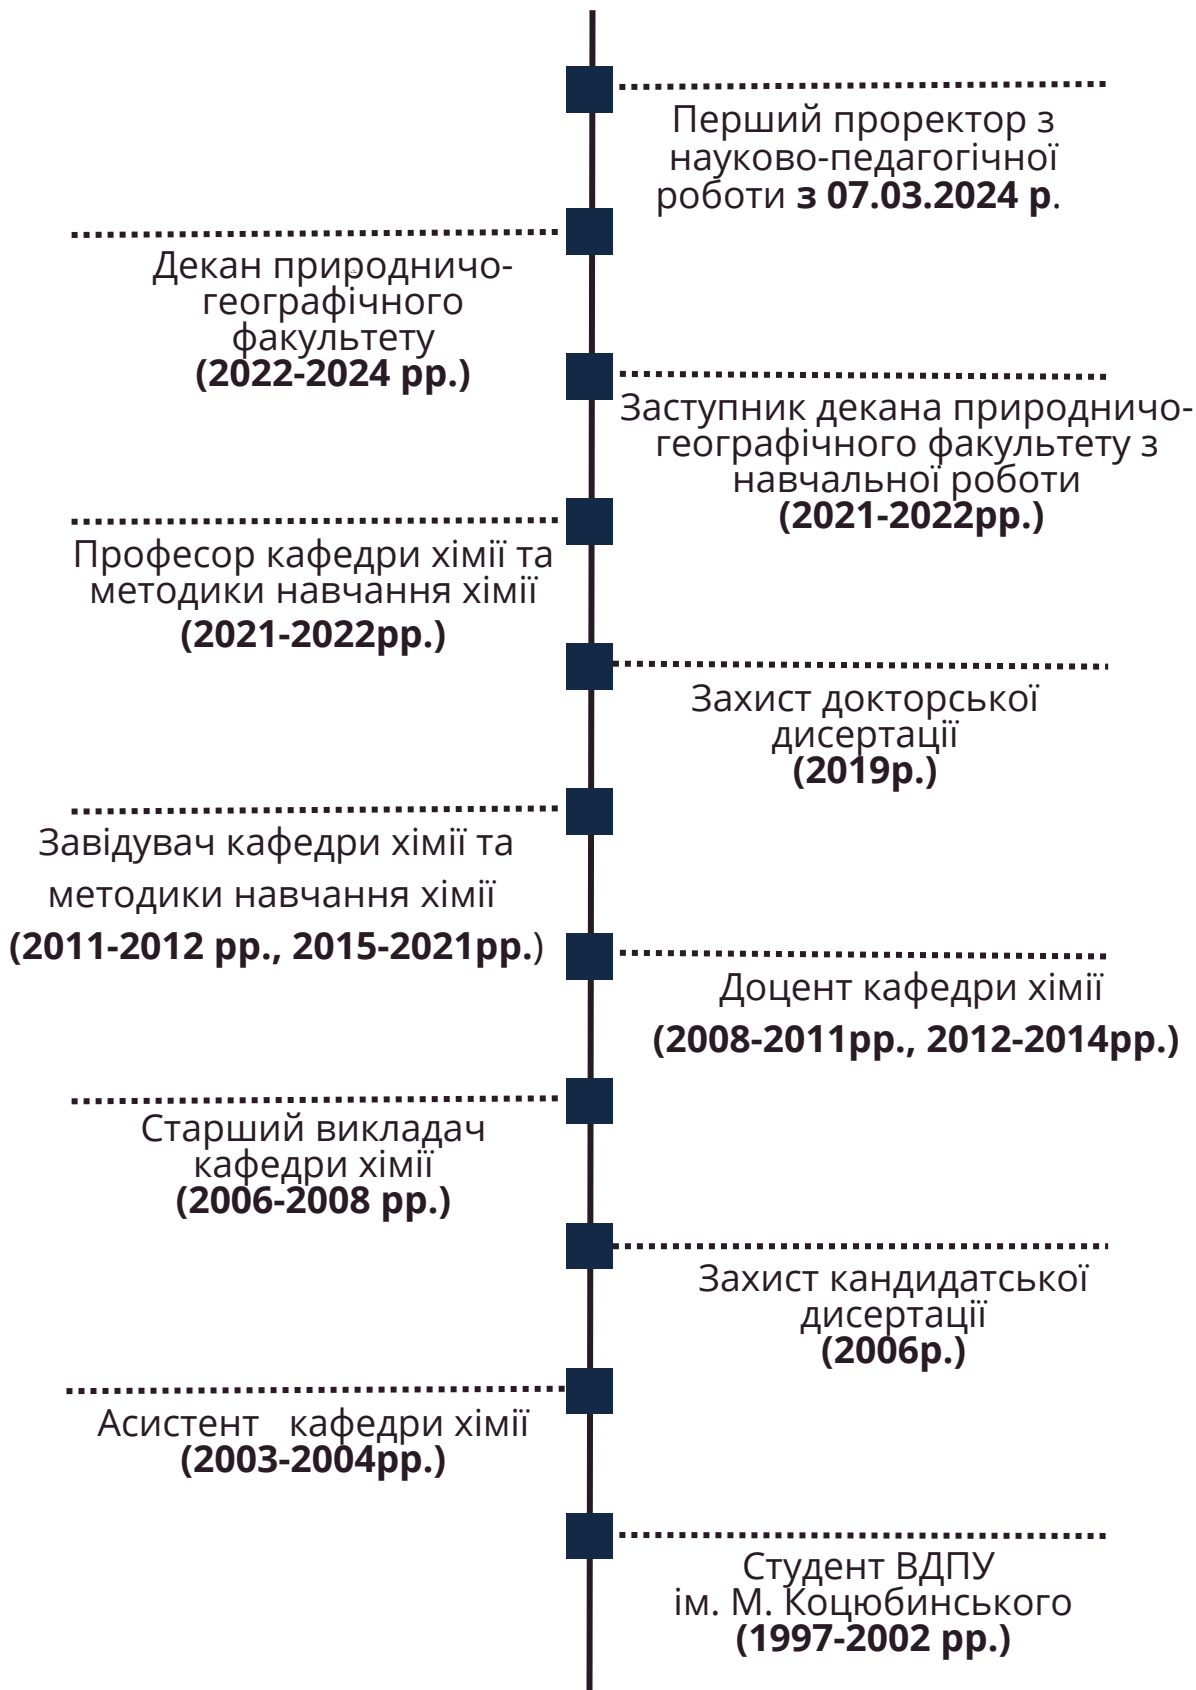 Перший проректор з
науково-педагогічної
роботи з 07.03.2024 р.
Декан природничо-
географічного
факультету
(2022-2024 рр.)
Заступник декана природничо-
географічного факультету з
навчальної роботи
(2021-2022рр.)
Професор кафедри хімії та
методики навчання хімії
(2021-2022рр.)
Захист докторської
дисертації
(2019р.)
Завідувач кафедри хімії та
методики навчання хімії
(2011-2012 рр., 2015-2021рр.)
Доцент кафедри хімії
(2008-2011рр., 2012-2014рр.)
Старший викладач
кафедри хімії
(2006-2008 рр.)
Захист кандидатської
дисертації
(2006р.)
Асистент   кафедри хімії
(2003-2004рр.)
Студент ВДПУ
ім. М. Коцюбинського
(1997-2002 рр.)